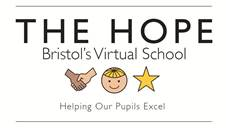 THE HOPE
Bristol's Virtual School
Helping Our Pupils Excel